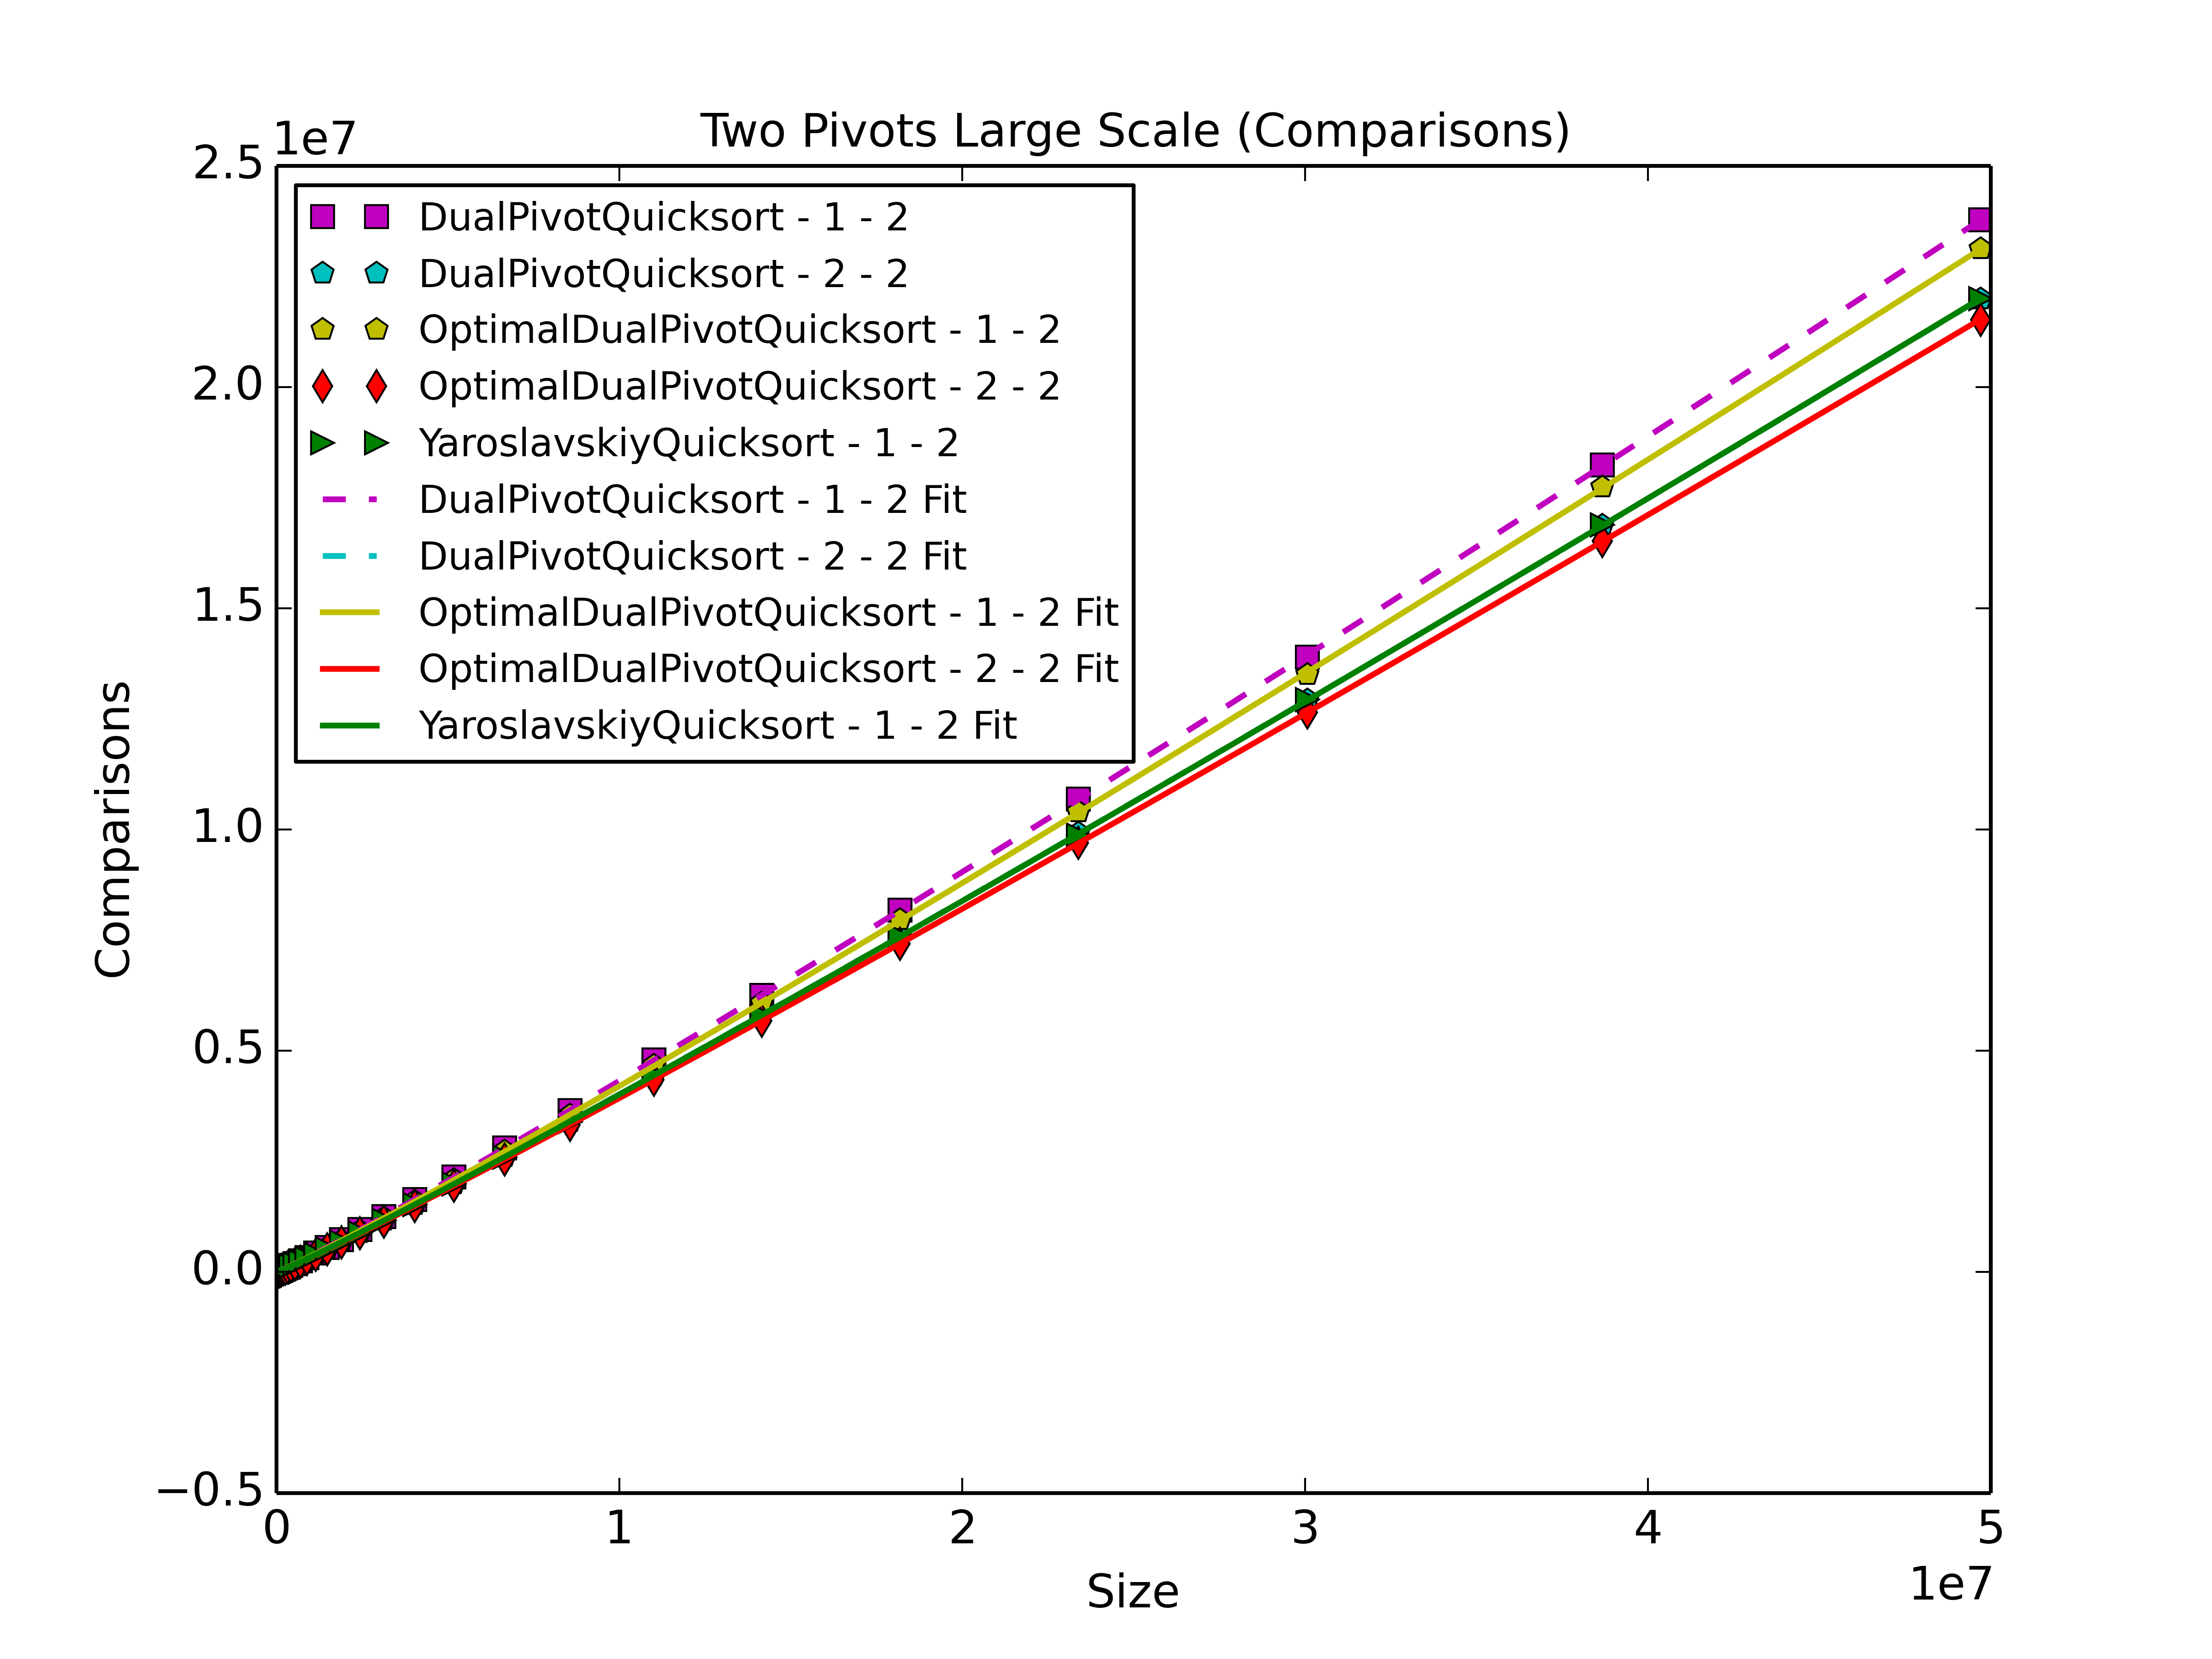 Two Pivots Large Scale (Comparisons)
1e7
2.5
2.0
1.5
1.0
0.5
0.0
−0.5
Comparisons
DualPivotQuicksort - 1 - 2
DualPivotQuicksort - 2 - 2
OptimalDualPivotQuicksort - 1 - 2
OptimalDualPivotQuicksort - 2 - 2
YaroslavskiyQuicksort - 1 - 2
DualPivotQuicksort - 1 - 2 Fit
DualPivotQuicksort - 2 - 2 Fit
OptimalDualPivotQuicksort - 1 - 2 Fit
OptimalDualPivotQuicksort - 2 - 2 Fit
YaroslavskiyQuicksort - 1 - 2 Fit
0 1 2 3 4 5
Size
1e7